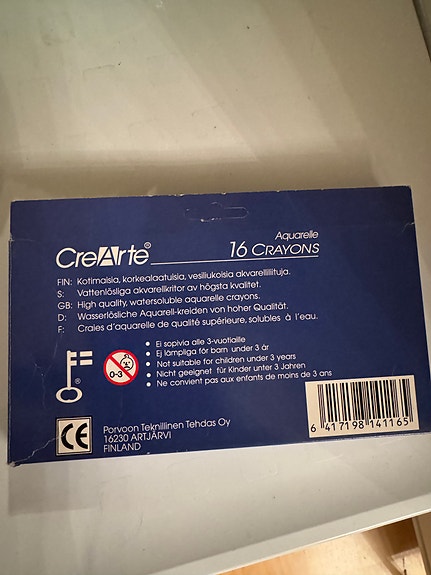 Aquarelle
CreArte®
16 CRAYONS
FIN: Kotimaisia, korkealaatuisia, vesiliukoisia akvarelliliituja.
S: Vattenlösliga akvarellkritor av högsta kvalitet.
GB: High quality, watersoluble aquarelle crayons.
D: Wasserlösliche Aquarell-kreiden von hoher Qualität.
F: Craies d'aquarelle de qualité supérieure, solubles à l'eau.
• Ei sopivia alle 3-vuotiaille
• Ej lämpliga för barn under 3 år
• Not suitable for children under 3 years
• Nicht geeignet für Kinder unter 3 Jahren
• Ne convient pas aux enfants de moins de 3 ans
0-3
®
CE
Porvoon Teknillinen Tehdas Oy
16230 ARTJÄRVI
FINLAND
6 417198 141165